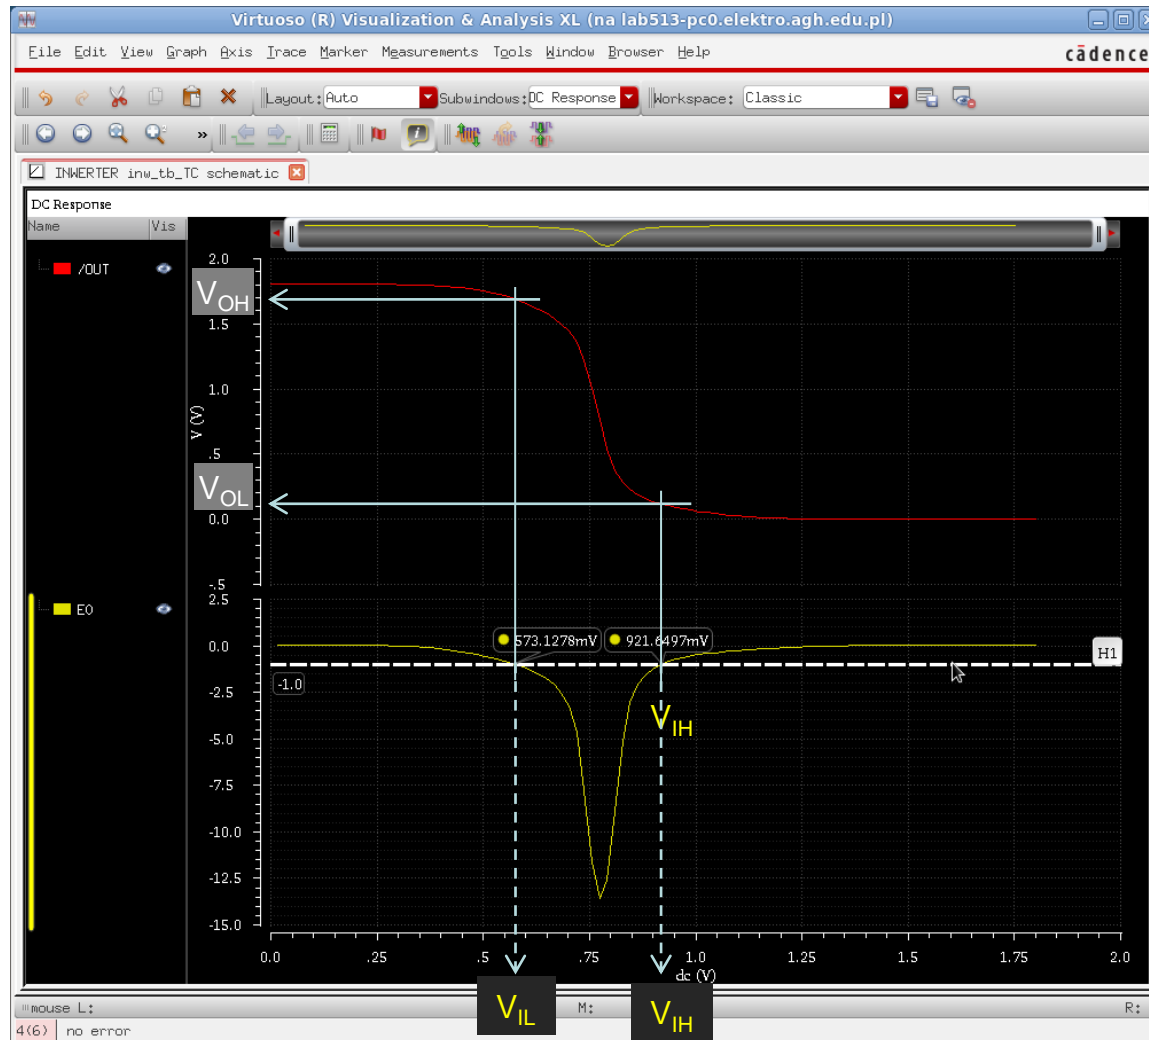 Virtuoso (R) Visualization & Analysis XL (na lab513-pc0.elektro.agh.edu.pl)
File Edit View Graph Axis Trace Marker Measurements Tools Window Browser Help
cādence
Layout: Auto Subwindows: DC Response Workspace: Classic
»
INWERTER inw_tb_TC schematic
DC Response
Name Vis
/OUT
2.0
VOH
1.5
1.0
V (V)
.5
VOL
0.0
-.5
E0
2.5
573.1278mV 921.6497mV
0.0
H1
-1.0
-2.5
VIH
-5.0
-7.5
-10.0
-12.5
-15.0
0.0 .25 .5 .75 1.0 1.25 1.5 1.75 2.0
dc (V)
mouse L: M: R:
VIL VIH
4(6) no error